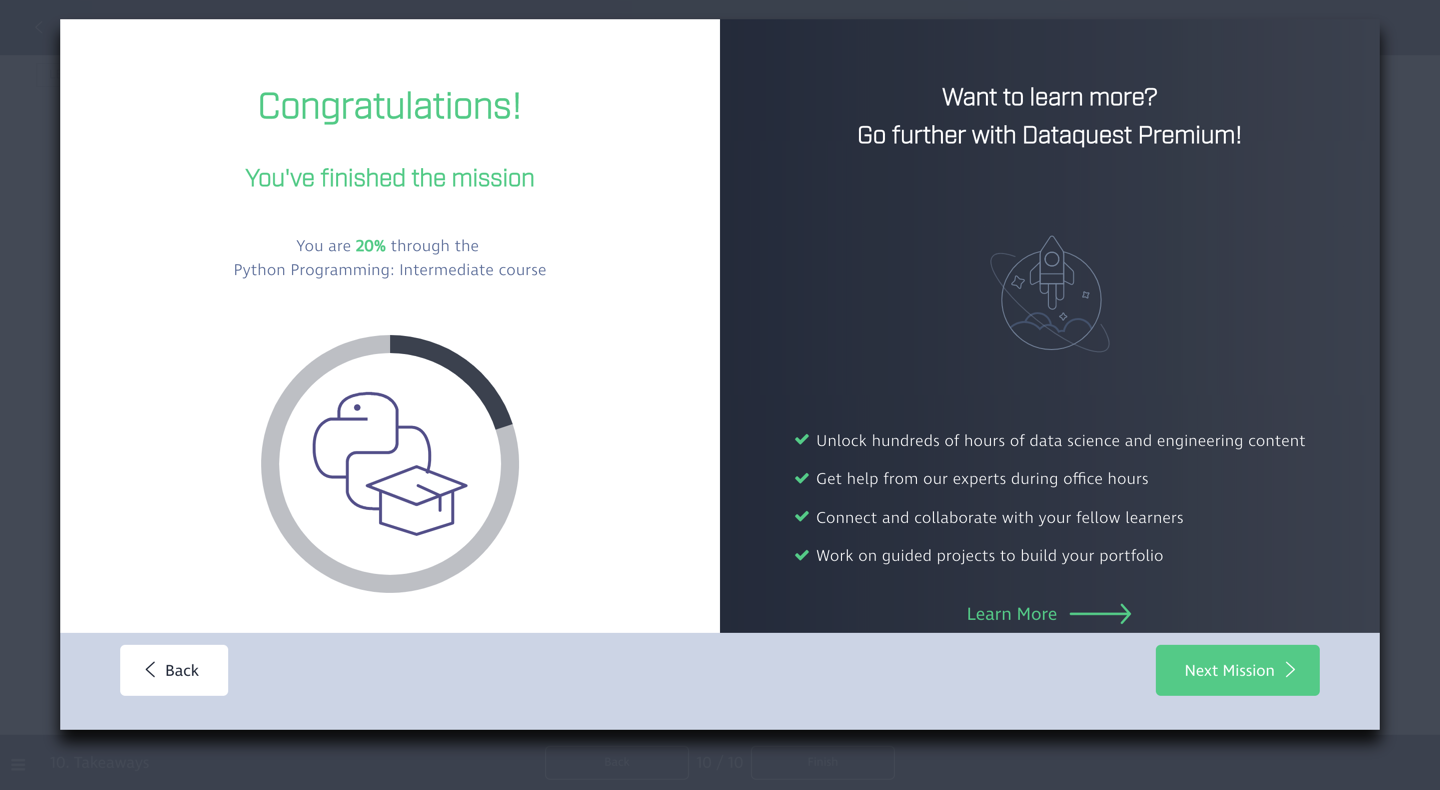 Congratulations!
You've finished the mission
You are 20% through the
Python Programming: Intermediate course
Want to learn more?
Go further with Dataquest Premium!
Unlock hundreds of hours of data science and engineering content
Get help from our experts during office hours
Connect and collaborate with your fellow learners
Work on guided projects to build your portfolio
Learn More
Back
Next Mission
10. Takeaways
Back
10 / 10
Finish